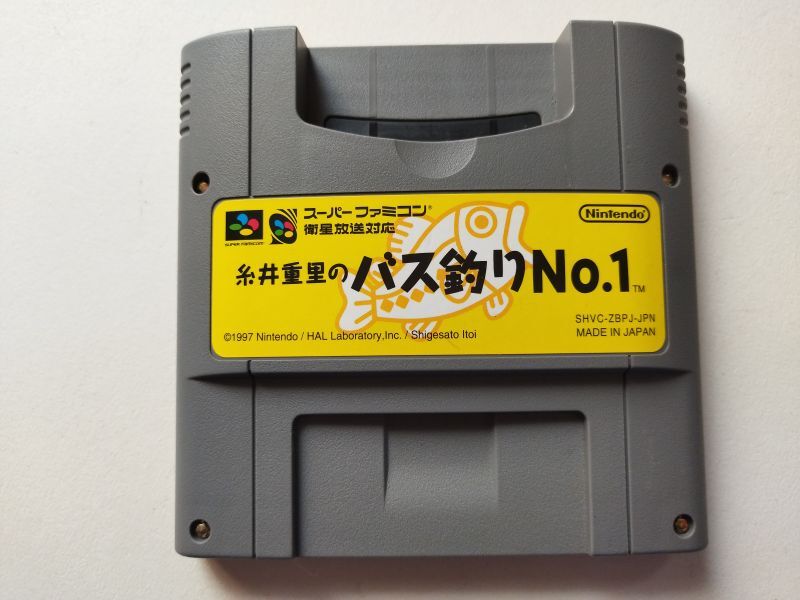 スーパーファミコン®
衛星放送対応
SUPER FAMICOM
Nintendo®
糸井重里のバス釣りNo.1™
SHVC-ZBPJ-JPN
©1997 Nintendo / HAL Laboratory,Inc. / Shigesato Itoi
MADE IN JAPAN